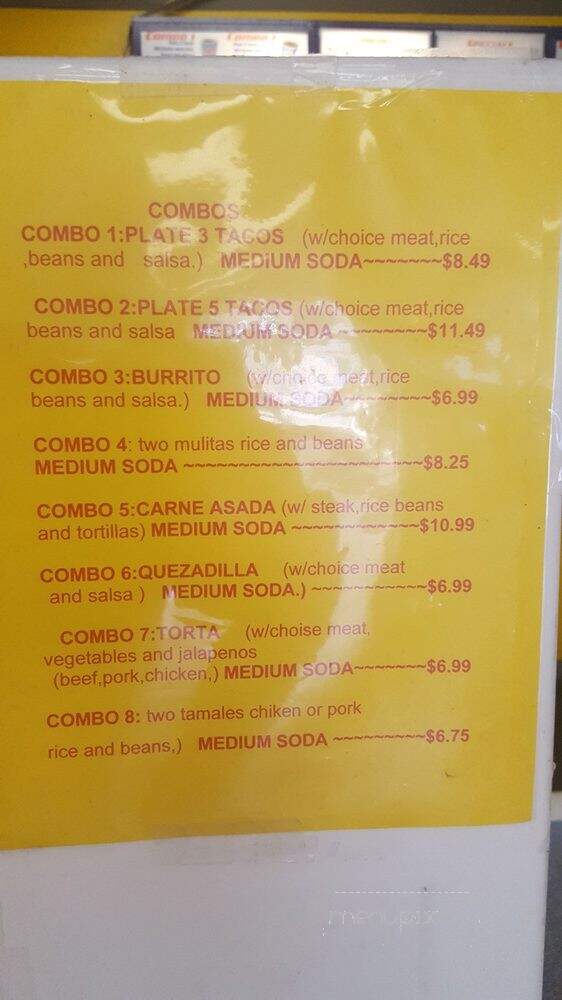 COMBO 1
COMBO 1
COMBOS
COMBO 1:PLATE 3 TACOS (w/choice meat,rice
,beans and salsa.) MEDiUM SODA~~~~~~~$8.49
COMBO 2:PLATE 5 TACOS (w/choice meat,rice
beans and salsa MEDIUM SODA ~~~~~~~~$11.49
COMBO 3:BURRITO (w/choice meat,rice
beans and salsa.) MEDIUM SODA~~~~~~~~$6.99
COMBO 4: two mulitas rice and beans
MEDIUM SODA ~~~~~~~~~~~~~~~~~~~~~~$8.25
COMBO 5:CARNE ASADA (w/ steak,rice beans
and tortillas) MEDIUM SODA ~~~~~~~~~~~~$10.99
COMBO 6:QUEZADILLA (w/choice meat
and salsa ) MEDIUM SODA.) ~~~~~~~~~~~$6.99
COMBO 7:TORTA (w/choise meat,
vegetables and jalapenos
(beef,pork,chicken,) MEDIUM SODA~~~~~~~$6.99
COMBO 8: two tamales chiken or pork
rice and beans,) MEDIUM SODA ~~~~~~~~~$6.75
menupix